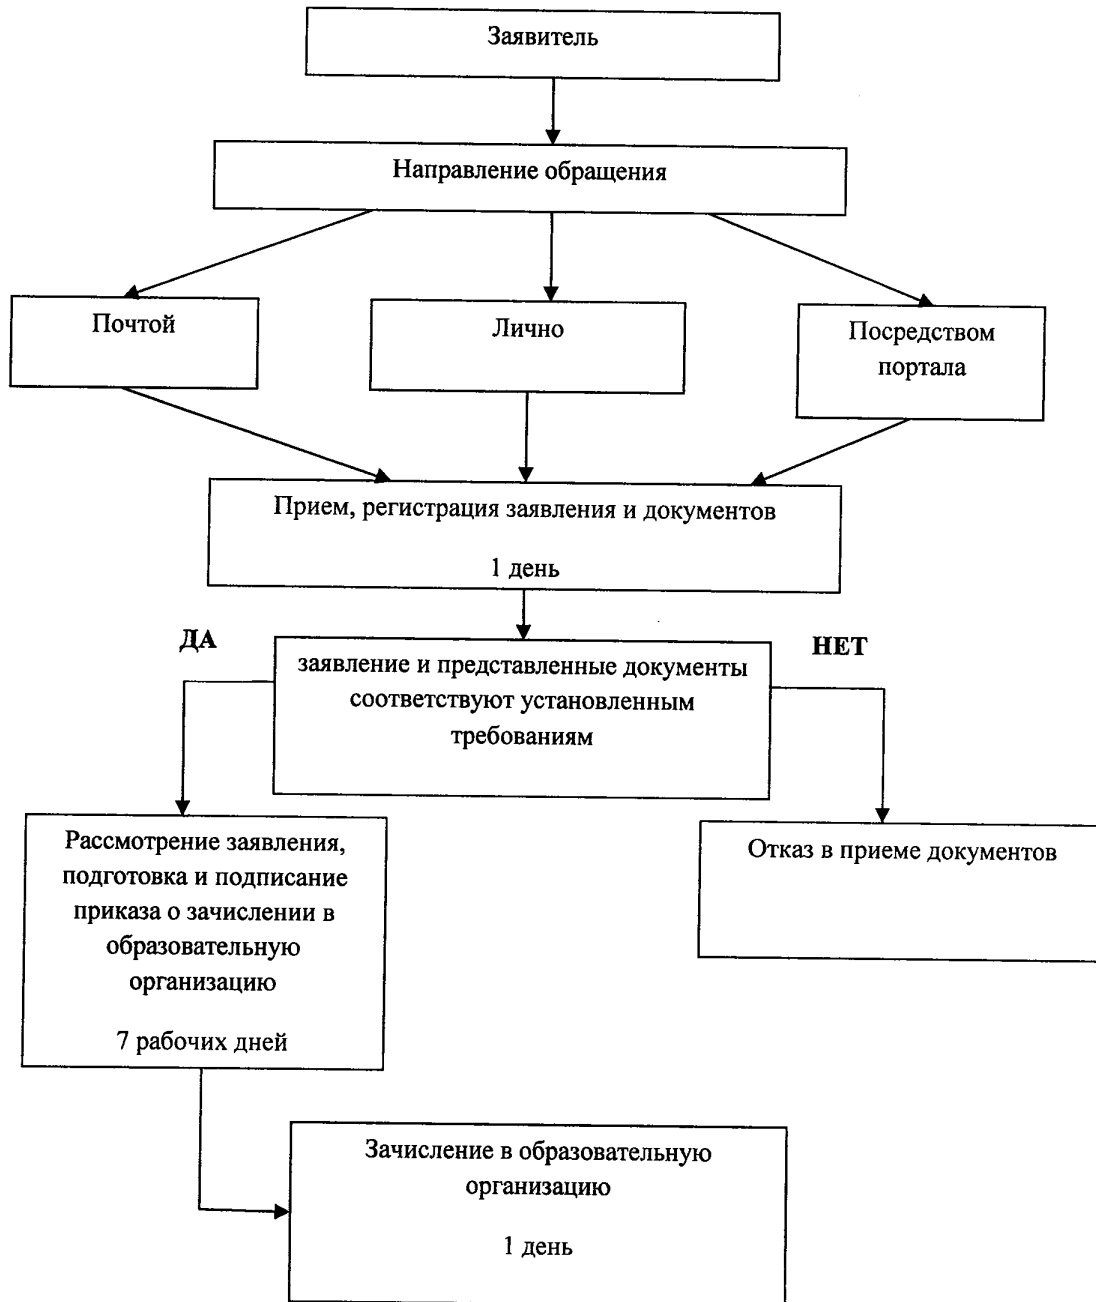 Заявитель
Направление обращения
Почтой
Лично
Посредством
портала
Прием, регистрация заявления и документов
1 день
ДА
НЕТ
заявление и представленные документы
соответствуют установленным
требованиям
Рассмотрение заявления,
подготовка и подписание
приказа о зачислении в
образовательную
организацию
7 рабочих дней
Отказ в приеме документов
Зачисление в образовательную
организацию
1 день